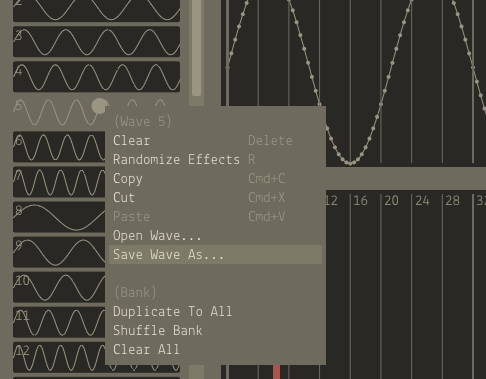 2
3
4
5
6
7
8
9
10
11
12
(Wave 5)
Clear Delete
Randomize Effects R
Copy Cmd+C
Cut Cmd+X
Paste Cmd+V
Open Wave...
Save Wave As...
(Bank)
Duplicate To All
Shuffle Bank
Clear All
12 16 20 24 28 32